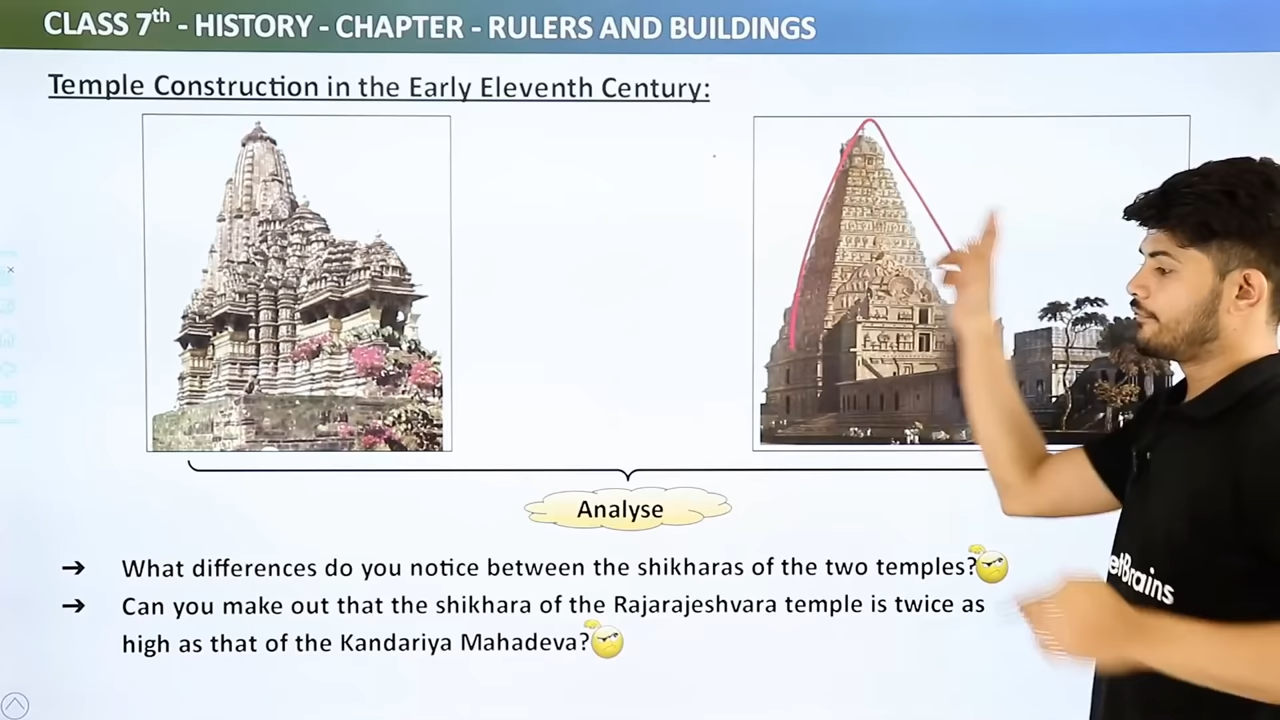 CLASS 7th - HISTORY - CHAPTER - RULERS AND BUILDINGS
Temple Construction in the Early Eleventh Century:
Analyse
→ What differences do you notice between the shikharas of the two temples?
→ Can you make out that the shikhara of the Rajarajeshvara temple is twice as
high as that of the Kandariya Mahadeva?
etBrains